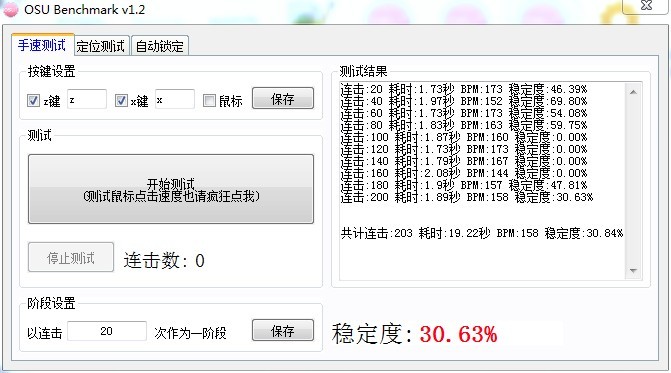 OSU Benchmark v1.2
手速测试 定位测试 自动锁定
按键设置
z键 z x键 x 鼠标 保存
测试
开始测试
(测试鼠标点击速度也请疯狂点我)
停止测试 连击数: 0
阶段设置
以连击 20 次作为一阶段 保存
测试结果
连击:20 耗时:1.73秒 BPM:173 稳定度:46.39%
连击:40 耗时:1.97秒 BPM:152 稳定度:69.80%
连击:60 耗时:1.73秒 BPM:173 稳定度:54.08%
连击:80 耗时:1.83秒 BPM:163 稳定度:59.75%
连击:100 耗时:1.87秒 BPM:160 稳定度:0.00%
连击:120 耗时:1.73秒 BPM:173 稳定度:0.00%
连击:140 耗时:1.79秒 BPM:167 稳定度:0.00%
连击:160 耗时:2.08秒 BPM:144 稳定度:0.00%
连击:180 耗时:1.9秒 BPM:157 稳定度:47.81%
连击:200 耗时:1.89秒 BPM:158 稳定度:30.63%
共计连击:203 耗时:19.22秒 BPM:158 稳定度:30.84%
稳定度: 30.63%